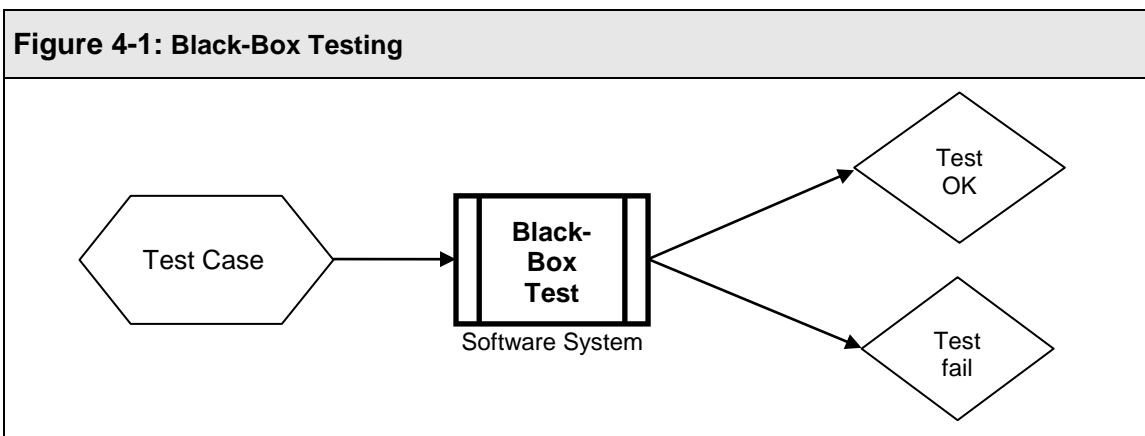 Figure 4-1: Black-Box Testing
Test Case
Black-
Box
Test
Software System
Test
OK
Test
fail